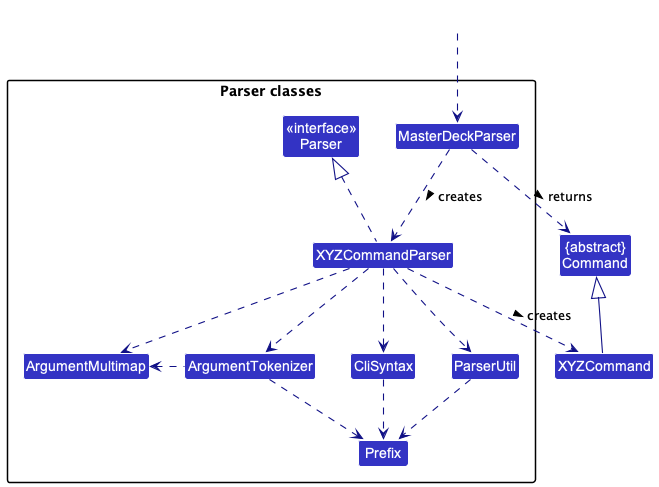 Parser classes
«interface»
Parser
MasterDeckParser
creates
returns
XYZCommandParser
{abstract}
Command
creates
ArgumentMultimap
ArgumentTokenizer
CliSyntax
ParserUtil
XYZCommand
Prefix